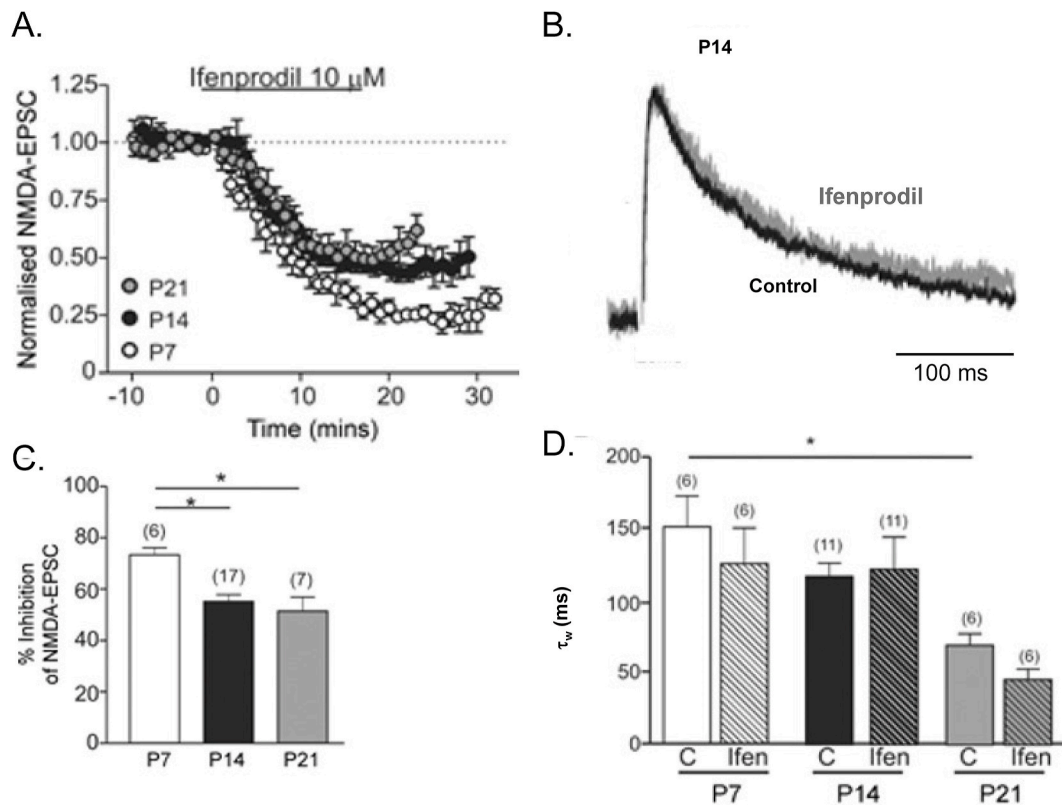 A.
Ifenprodil 10 μM
Normalised NMDA-EPSC
1.25
1.00
0.75
0.50
0.25
0
P21
P14
P7
-10 0 10 20 30
Time (mins)
B.
P14
Ifenprodil
Control
100 ms
C.
% Inhibition
of NMDA-EPSC
100
80
60
40
20
0
*
*
(6)
(17)
(7)
P7 P14 P21
D.
τw (ms)
200
150
100
50
0
*
(6)
(6)
(11)
(11)
(6)
(6)
C Ifen C Ifen C Ifen
P7 P14 P21